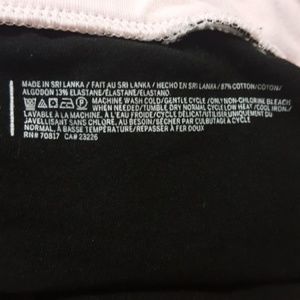 MADE IN SRI LANKA / FAIT AU SRI LANKA / HECHO EN SRI LANKA / 87% COTTON/COTON/
ALGODON 13% ELASTANE/ÉLASTANE/ELASTANO
MACHINE WASH COLD/GENTLE CYCLE / ONLY NON-CHLORINE BLEACH
WHEN NEEDED/TUMBLE DRY NORMAL CYCLE LOW HEAT / COOL IRON/
LAVABLE À LA MACHINE, À L'EAU FROIDE/CYCLE DÉLICAT/UTILISER UNIQUEMENT DU
JAVELLISANT SANS CHLORE, AU BESOIN/SÉCHER PAR CULBUTAGE À CYCLE
NORMAL, À BASSE TEMPÉRATURE/REPASSER À FER DOUX
RN# 70817 CA# 23226